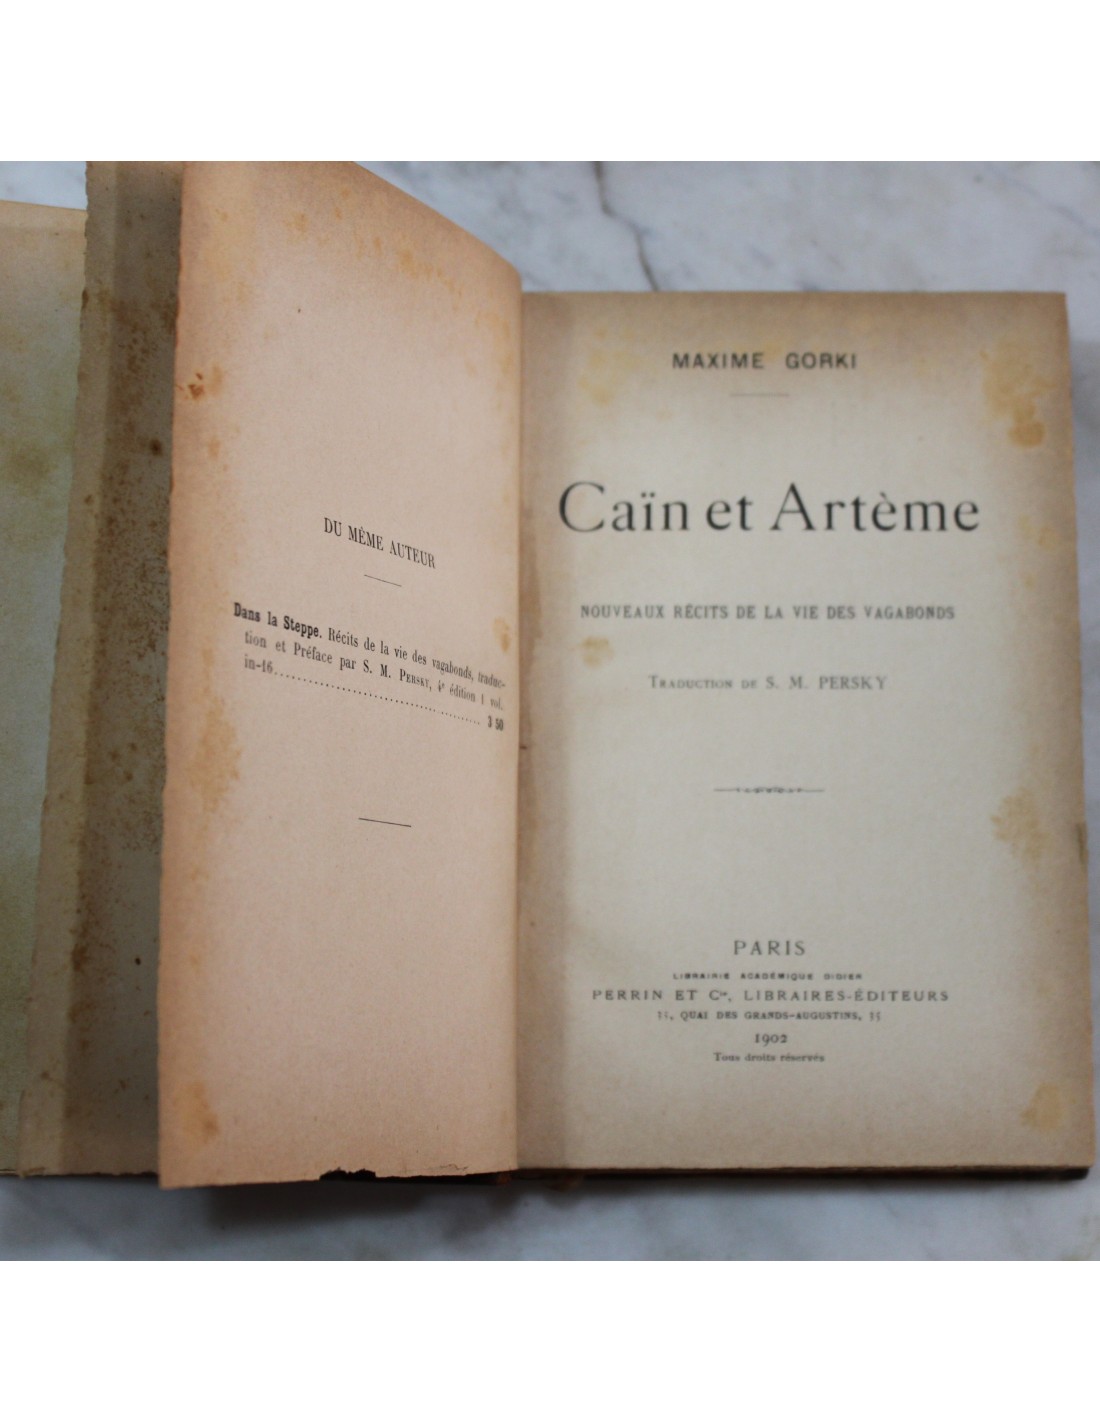 DU MÊME AUTEUR
Dans la Steppe. Récits de la vie des vagabonds, traduc-
tion et Préface par S. M. PERSKY, 4e édition 1 vol.
in-16........................................ 3 50
MAXIME GORKI
Caïn et Artème
NOUVEAUX RÉCITS DE LA VIE DES VAGABONDS
TRADUCTION DE S. M. PERSKY
PARIS
LIBRAIRIE ACADÉMIQUE DIDIER
PERRIN ET Cie, LIBRAIRES-ÉDITEURS
35, QUAI DES GRANDS-AUGUSTINS, 35
1902
Tous droits réservés